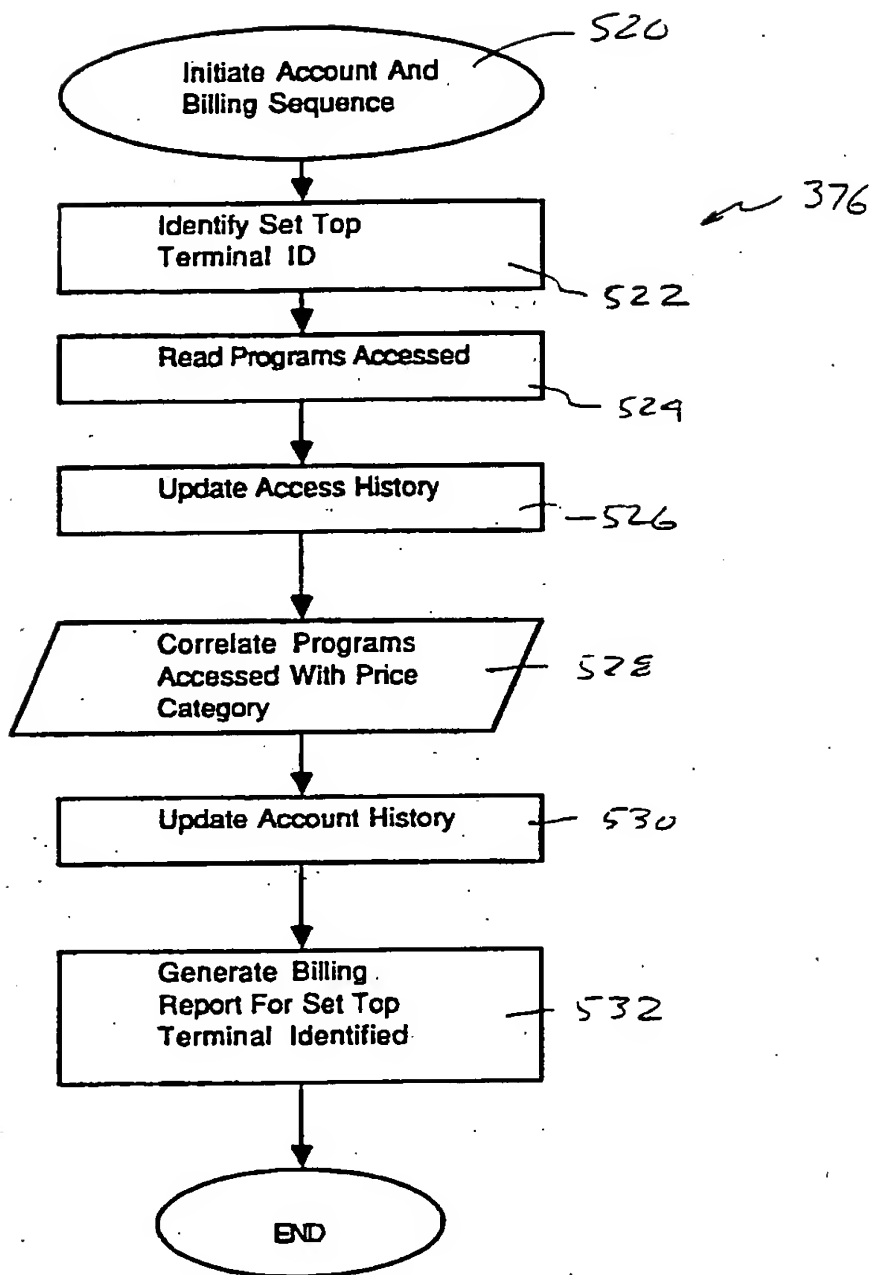 520
Initiate Account And
Billing Sequence
376
Identify Set Top
Terminal ID
522
Read Programs Accessed
524
Update Access History
526
Correlate Programs
Accessed With Price
Category
528
Update Account History
530
Generate Billing
Report For Set Top
Terminal Identified
532
END